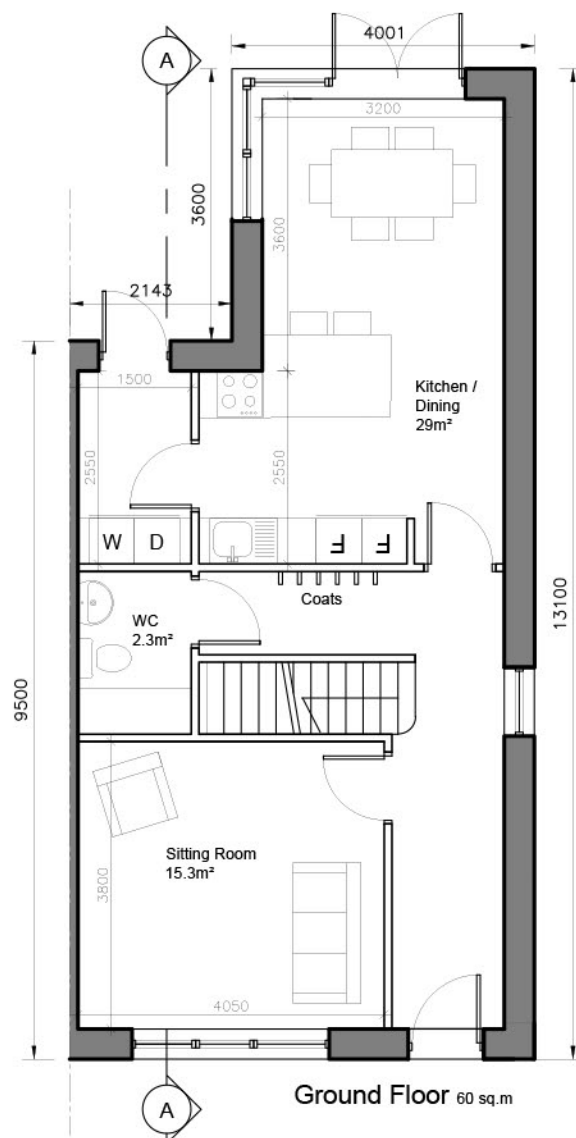 A
4001
3200
3600
3600
13100
2143
1500
Kitchen /
Dining
29m²
2550
2550
W D
F F
Coats
WC
2.3m²
9500
Sitting Room
15.3m²
3800
4050
A
Ground Floor 60 sq.m